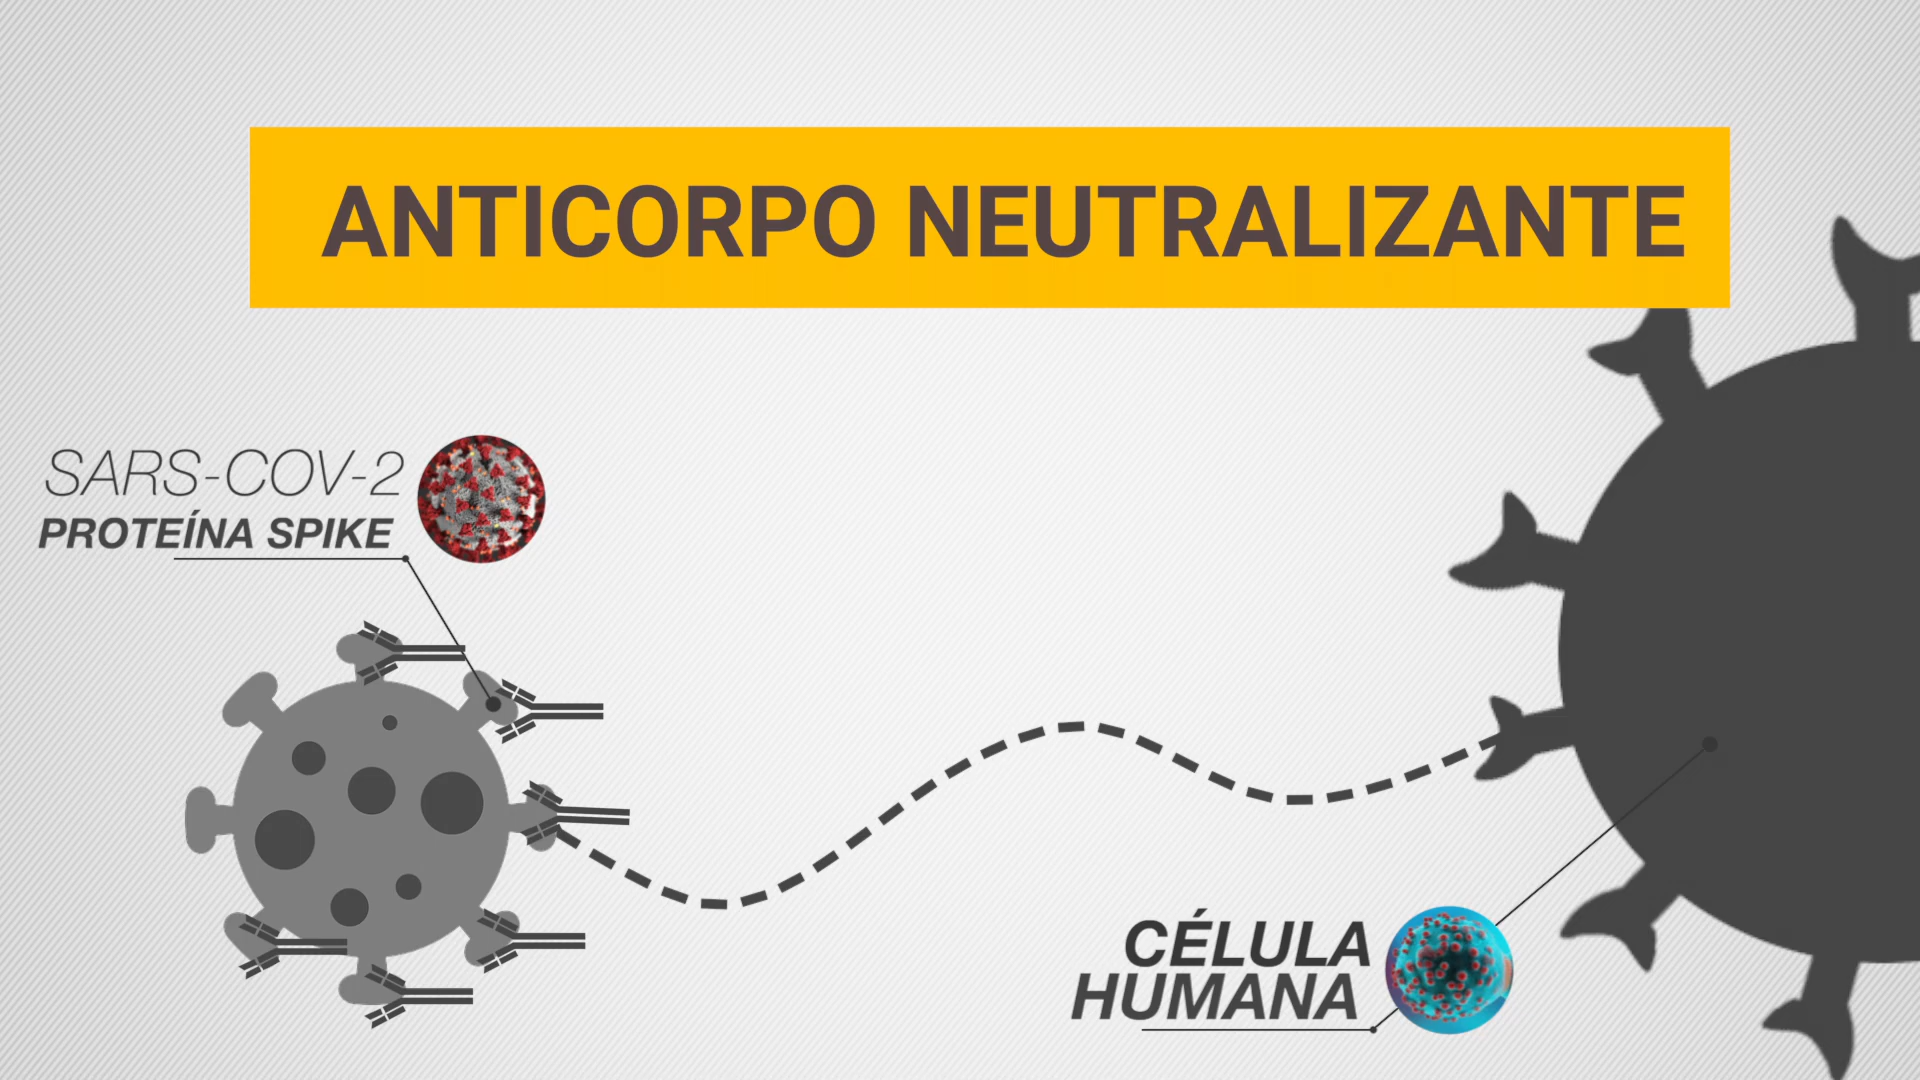 ANTICORPO NEUTRALIZANTE
SARS-COV-2
PROTEÍNA SPIKE
CÉLULA
HUMANA